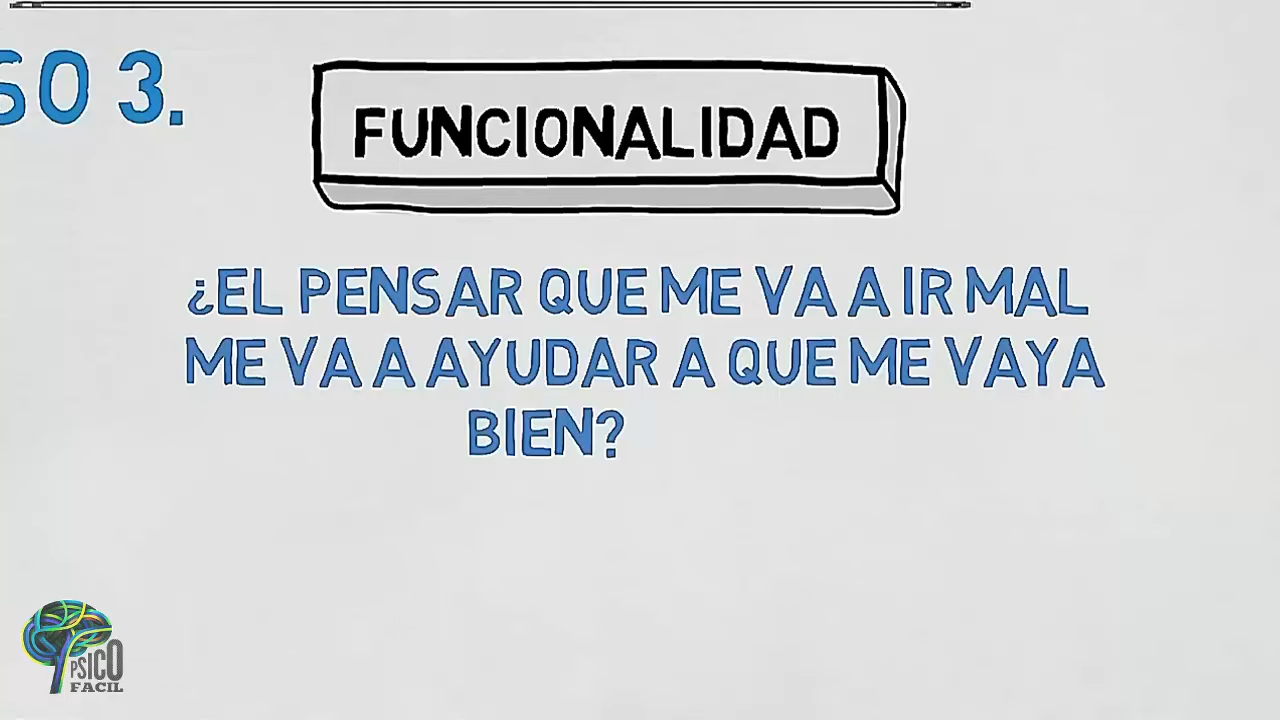 SO 3.
FUNCIONALIDAD
¿EL PENSAR QUE ME VA A IR MAL
ME VA A AYUDAR A QUE ME VAYA
BIEN?
PSICO
FACIL